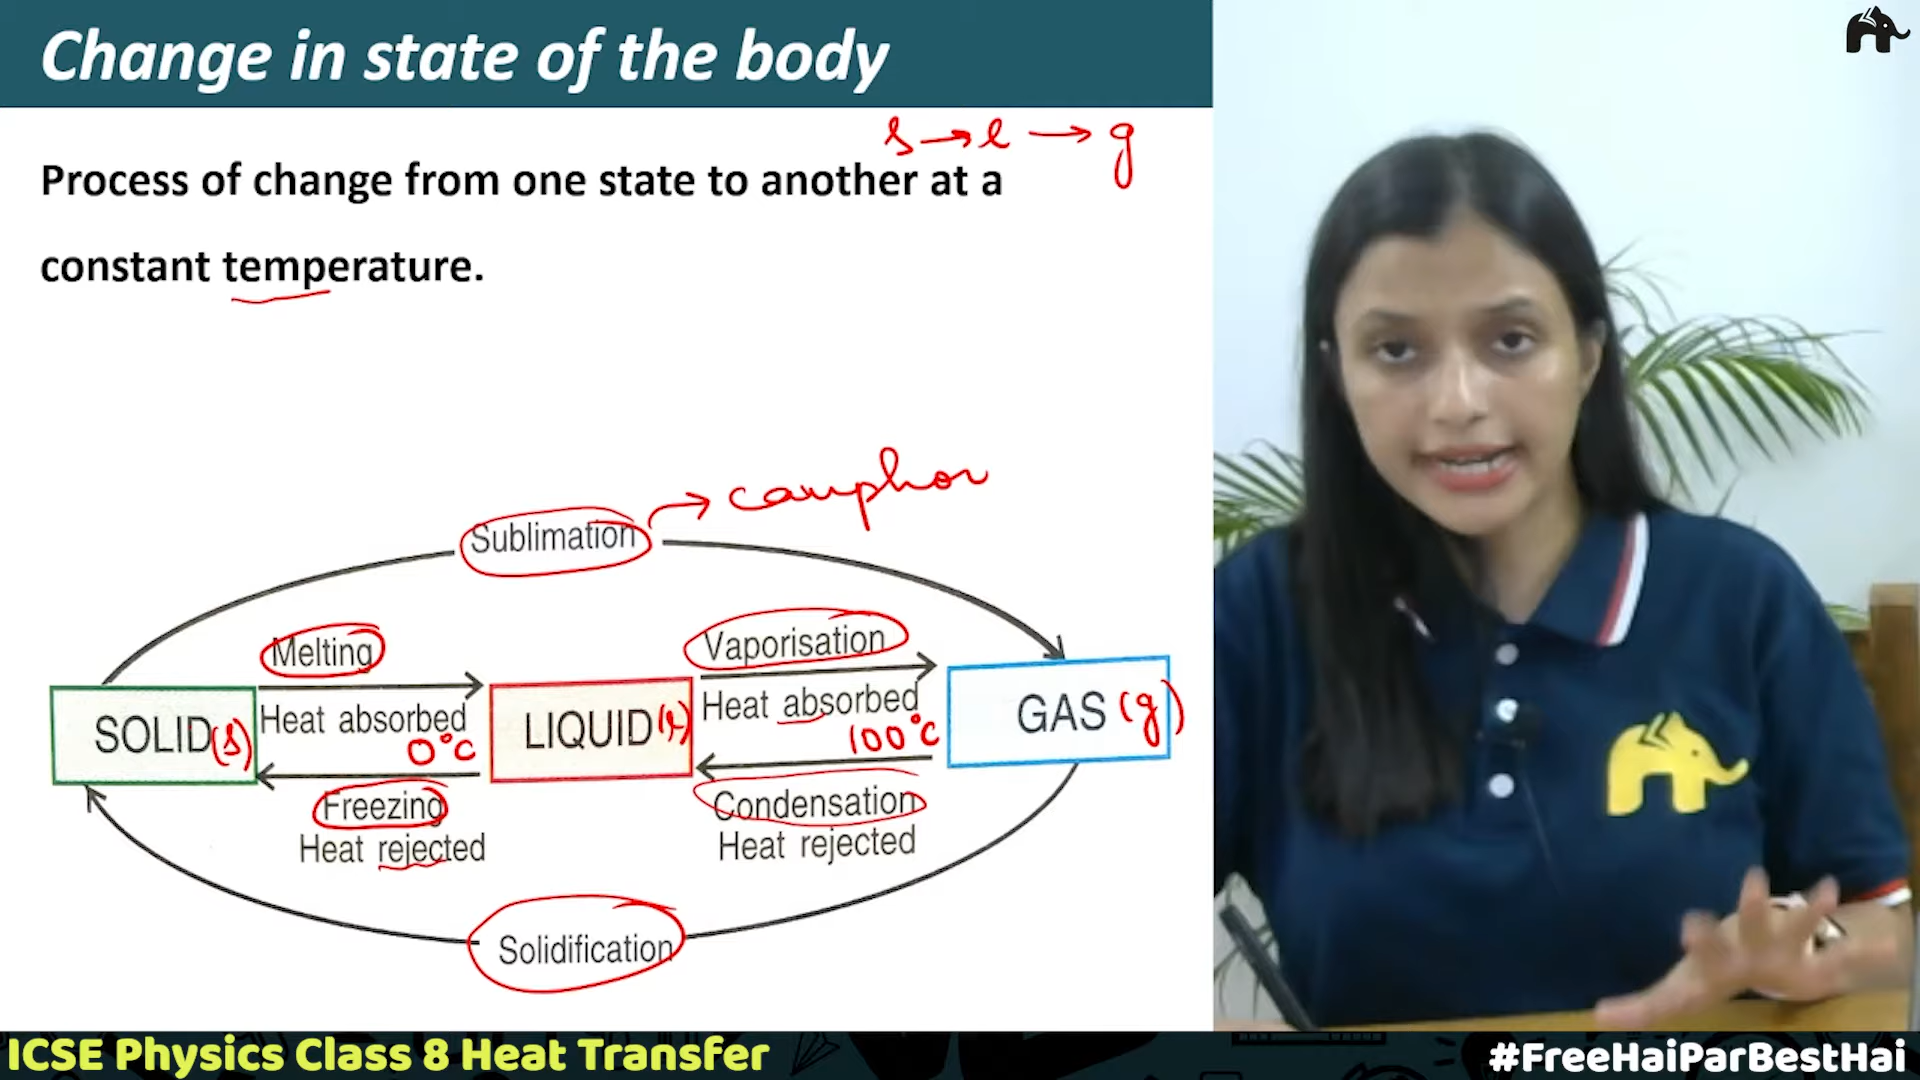 Change in state of the body
s → l → g
Process of change from one state to another at a
constant temperature.
Sublimation → camphor
Melting
Vaporisation
SOLID (s)
Heat absorbed
0°C
LIQUID (l)
Heat absorbed
100°C
GAS (g)
Freezing
Heat rejected
Condensation
Heat rejected
Solidification
ICSE Physics Class 8 Heat Transfer
#FreeHaiParBestHai